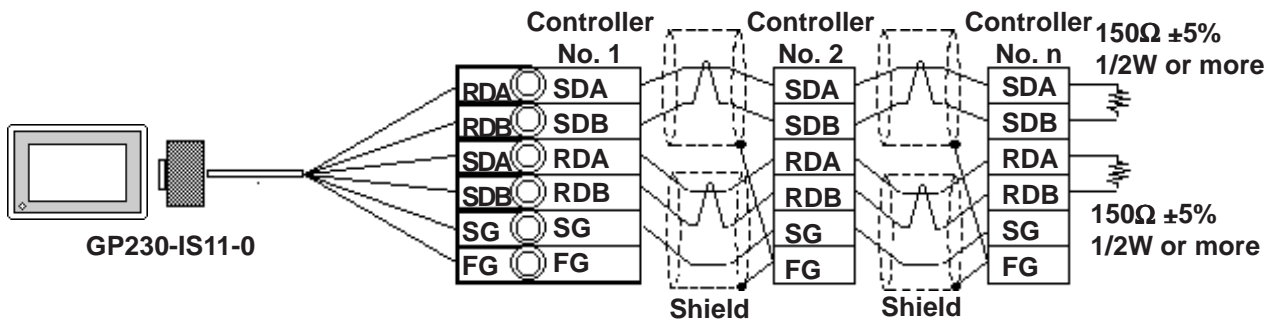 Controller
No. 1
Controller
No. 2
Controller
No. n
150Ω ±5%
1/2W or more
RDA SDA
RDB SDB
SDA RDA
SDB RDB
SG SG
FG FG
SDA
SDB
RDA
RDB
SG
FG
SDA
SDB
RDA
RDB
SG
FG
150Ω ±5%
1/2W or more
GP230-IS11-0
Shield
Shield